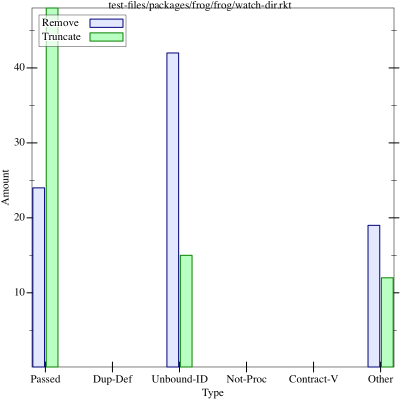 test-files/packages/frog/frog/watch-dir.rkt
Remove
Truncate
40
30
20
10
Amount
Passed Dup-Def Unbound-ID Not-Proc Contract-V Other
Type